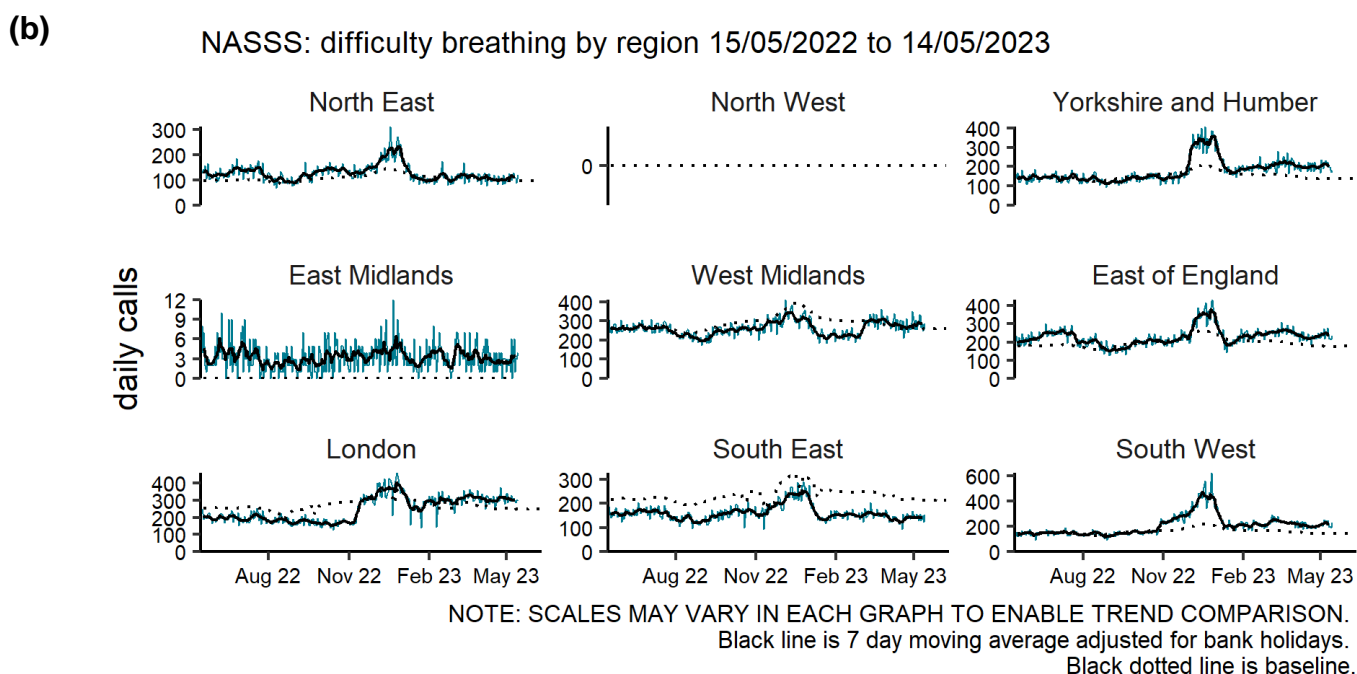 (b)
NASSS: difficulty breathing by region 15/05/2022 to 14/05/2023
North East
North West
Yorkshire and Humber
300
200
100
0
0
400
300
200
100
0
daily calls
East Midlands
West Midlands
East of England
12
9
6
3
0
400
300
200
100
0
400
300
200
100
0
London
South East
South West
400
300
200
100
0
300
200
100
0
600
400
200
0
Aug 22 Nov 22 Feb 23 May 23
Aug 22 Nov 22 Feb 23 May 23
Aug 22 Nov 22 Feb 23 May 23
NOTE: SCALES MAY VARY IN EACH GRAPH TO ENABLE TREND COMPARISON.
Black line is 7 day moving average adjusted for bank holidays.
Black dotted line is baseline.